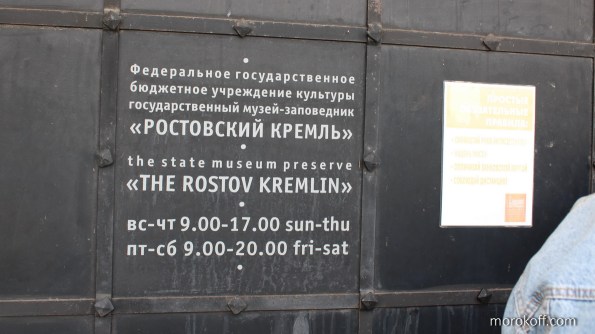 Федеральное государственное
бюджетное учреждение культуры
государственный музей-заповедник
«РОСТОВСКИЙ КРЕМЛЬ»
the state museum preserve
«THE ROSTOV KREMLIN»
вс-чт 9.00-17.00 sun-thu
пт-сб 9.00-20.00 fri-sat
morokoff.com